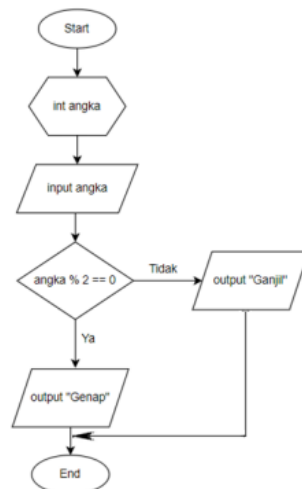 Start
int angka
input angka
angka % 2 == 0
Tidak
output "Ganjil"
Ya
output "Genap"
End